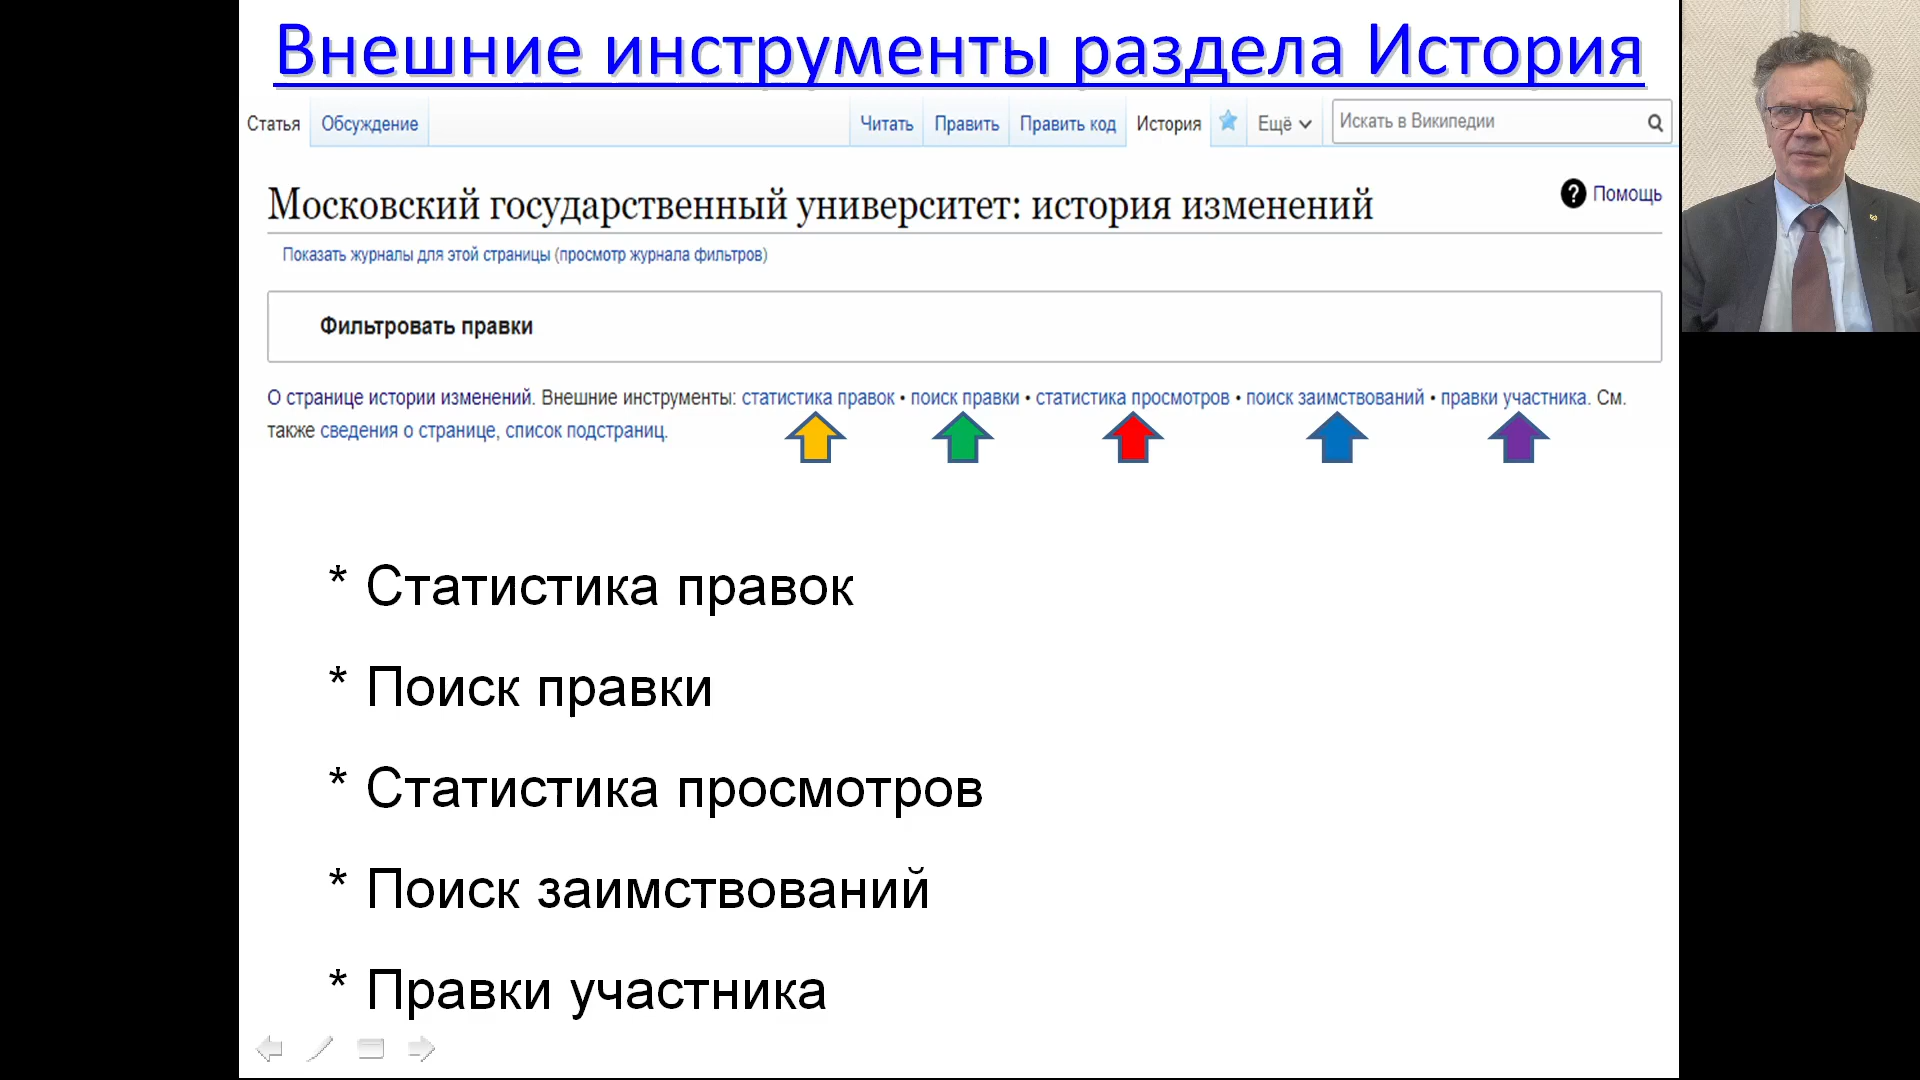 Внешние инструменты раздела История
Статья Обсуждение Читать Править Править код История Ещё Искать в Википедии
Московский государственный университет: история изменений
? Помощь
Показать журналы для этой страницы (просмотр журнала фильтров)
Фильтровать правки
О странице истории изменений. Внешние инструменты: статистика правок • поиск правки • статистика просмотров • поиск заимствований • правки участника. См.
также сведения о странице, список подстраниц.
* Статистика правок
* Поиск правки
* Статистика просмотров
* Поиск заимствований
* Правки участника